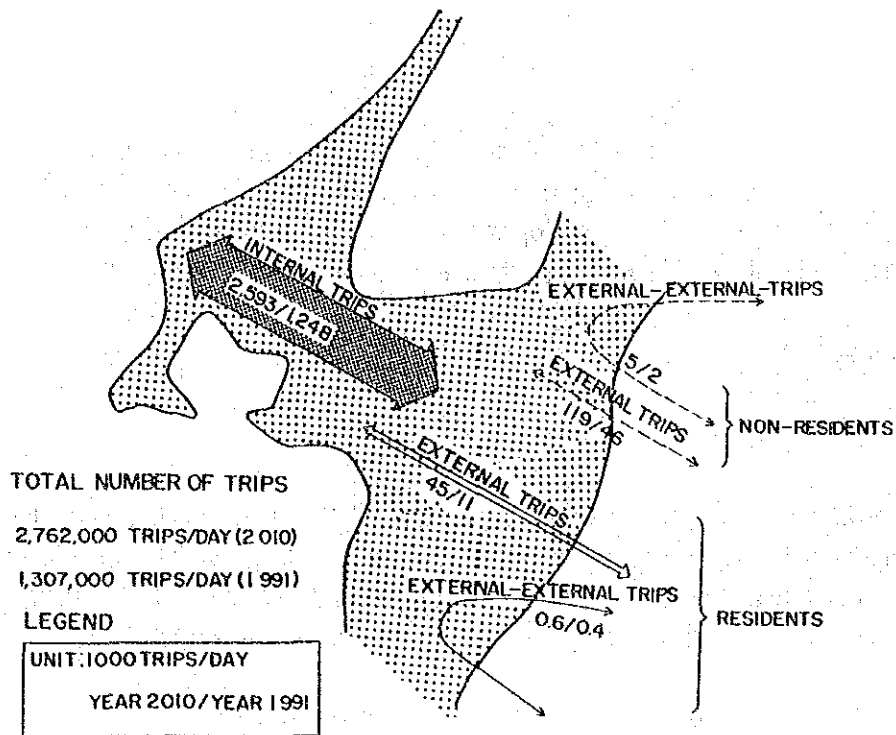 INTERNAL TRIPS
2,593/1,248
EXTERNAL-EXTERNAL-TRIPS
5/2
EXTERNAL TRIPS
119/46
NON-RESIDENTS
EXTERNAL TRIPS
45/11
TOTAL NUMBER OF TRIPS
2,762,000 TRIPS/DAY (2010)
1,307,000 TRIPS/DAY (1991)
EXTERNAL-EXTERNAL TRIPS
0.6/0.4
RESIDENTS
LEGEND
UNIT:1000 TRIPS/DAY
YEAR 2010/YEAR 1991